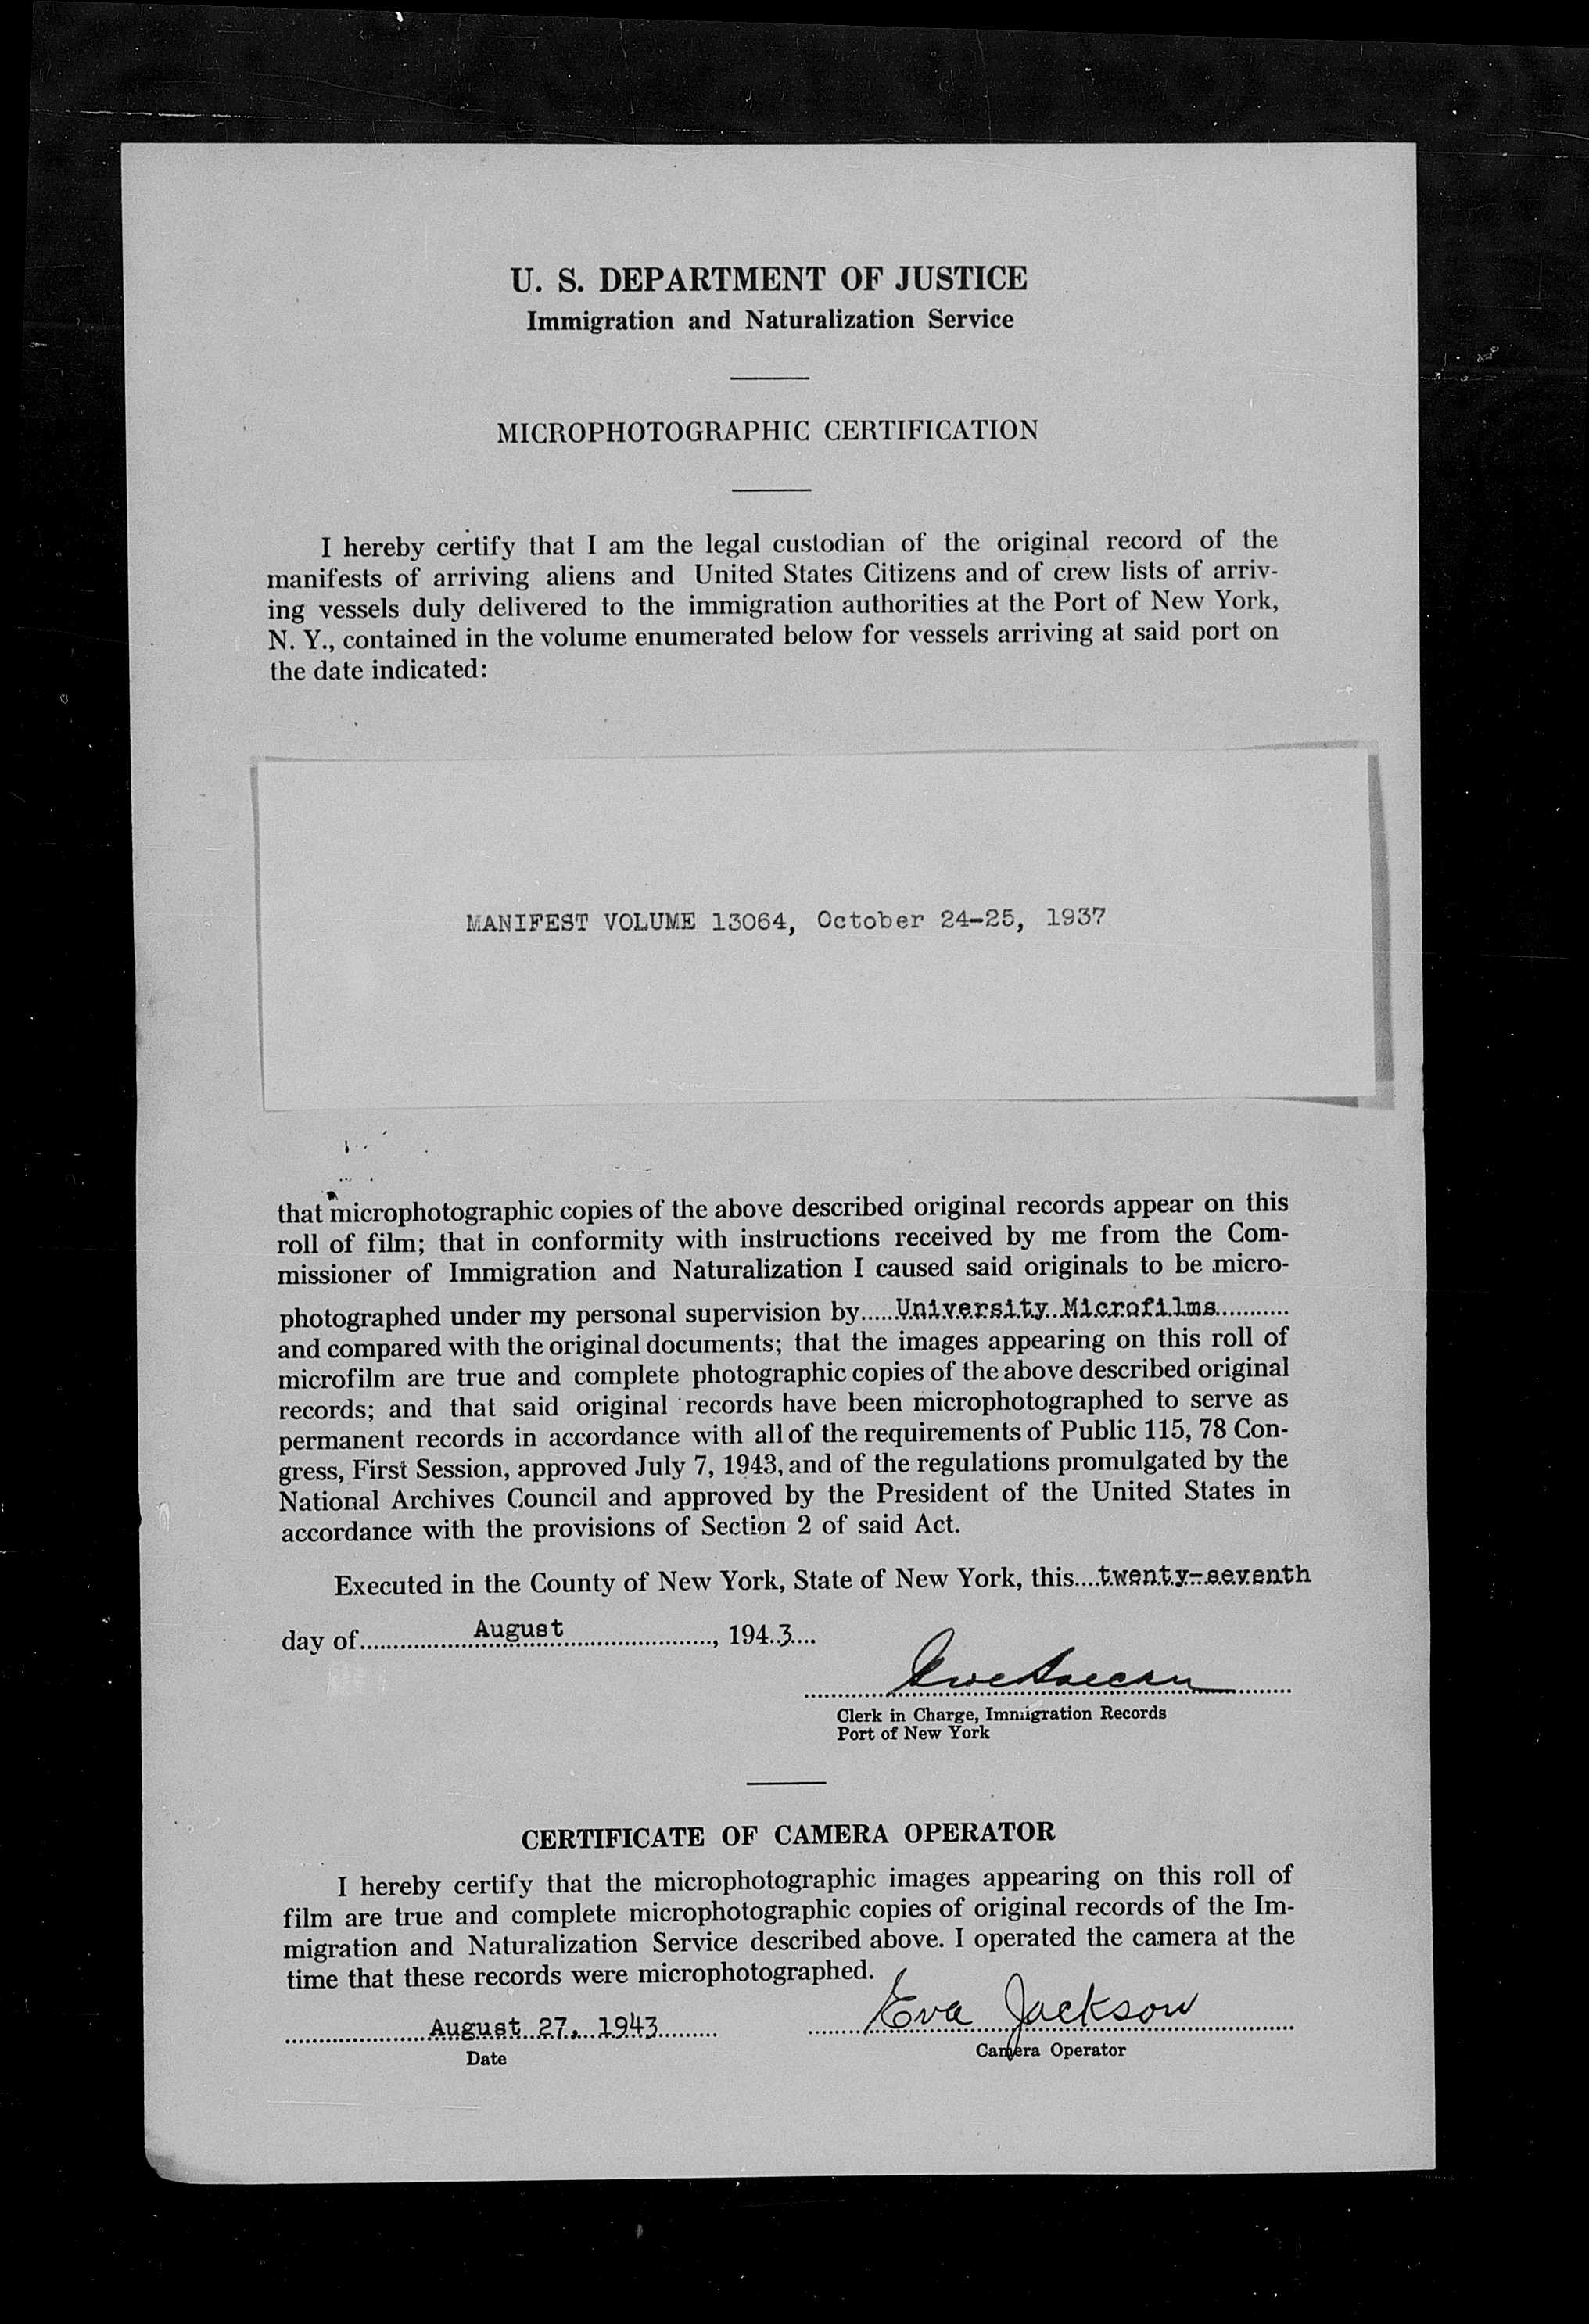 U. S. DEPARTMENT OF JUSTICE
Immigration and Naturalization Service
MICROPHOTOGRAPHIC CERTIFICATION
I hereby certify that I am the legal custodian of the original record of the
manifests of arriving aliens and United States Citizens and of crew lists of arriv-
ing vessels duly delivered to the immigration authorities at the Port of New York,
N. Y., contained in the volume enumerated below for vessels arriving at said port on
the date indicated:
MANIFEST VOLUME 13064, October 24-25, 1937
that microphotographic copies of the above described original records appear on this
roll of film; that in conformity with instructions received by me from the Com-
missioner of Immigration and Naturalization I caused said originals to be micro-
photographed under my personal supervision by.....University Microfilms...........
and compared with the original documents; that the images appearing on this roll of
microfilm are true and complete photographic copies of the above described original
records; and that said original records have been microphotographed to serve as
permanent records in accordance with all of the requirements of Public 115, 78 Con-
gress, First Session, approved July 7, 1943, and of the regulations promulgated by the
National Archives Council and approved by the President of the United States in
accordance with the provisions of Section 2 of said Act.
Executed in the County of New York, State of New York, this....twenty-seventh
day of.................August......................, 194..3....
Clerk in Charge, Immigration Records
Port of New York
CERTIFICATE OF CAMERA OPERATOR
I hereby certify that the microphotographic images appearing on this roll of
film are true and complete microphotographic copies of original records of the Im-
migration and Naturalization Service described above. I operated the camera at the
time that these records were microphotographed.
August 27, 1943 Eva Jackson
Date Camera Operator